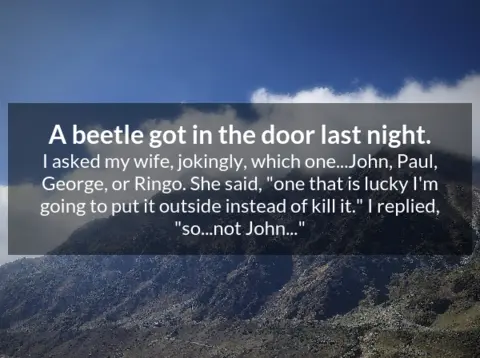 A beetle got in the door last night.
I asked my wife, jokingly, which one...John, Paul,
George, or Ringo. She said, "one that is lucky I'm
going to put it outside instead of kill it." I replied,
"so...not John..."